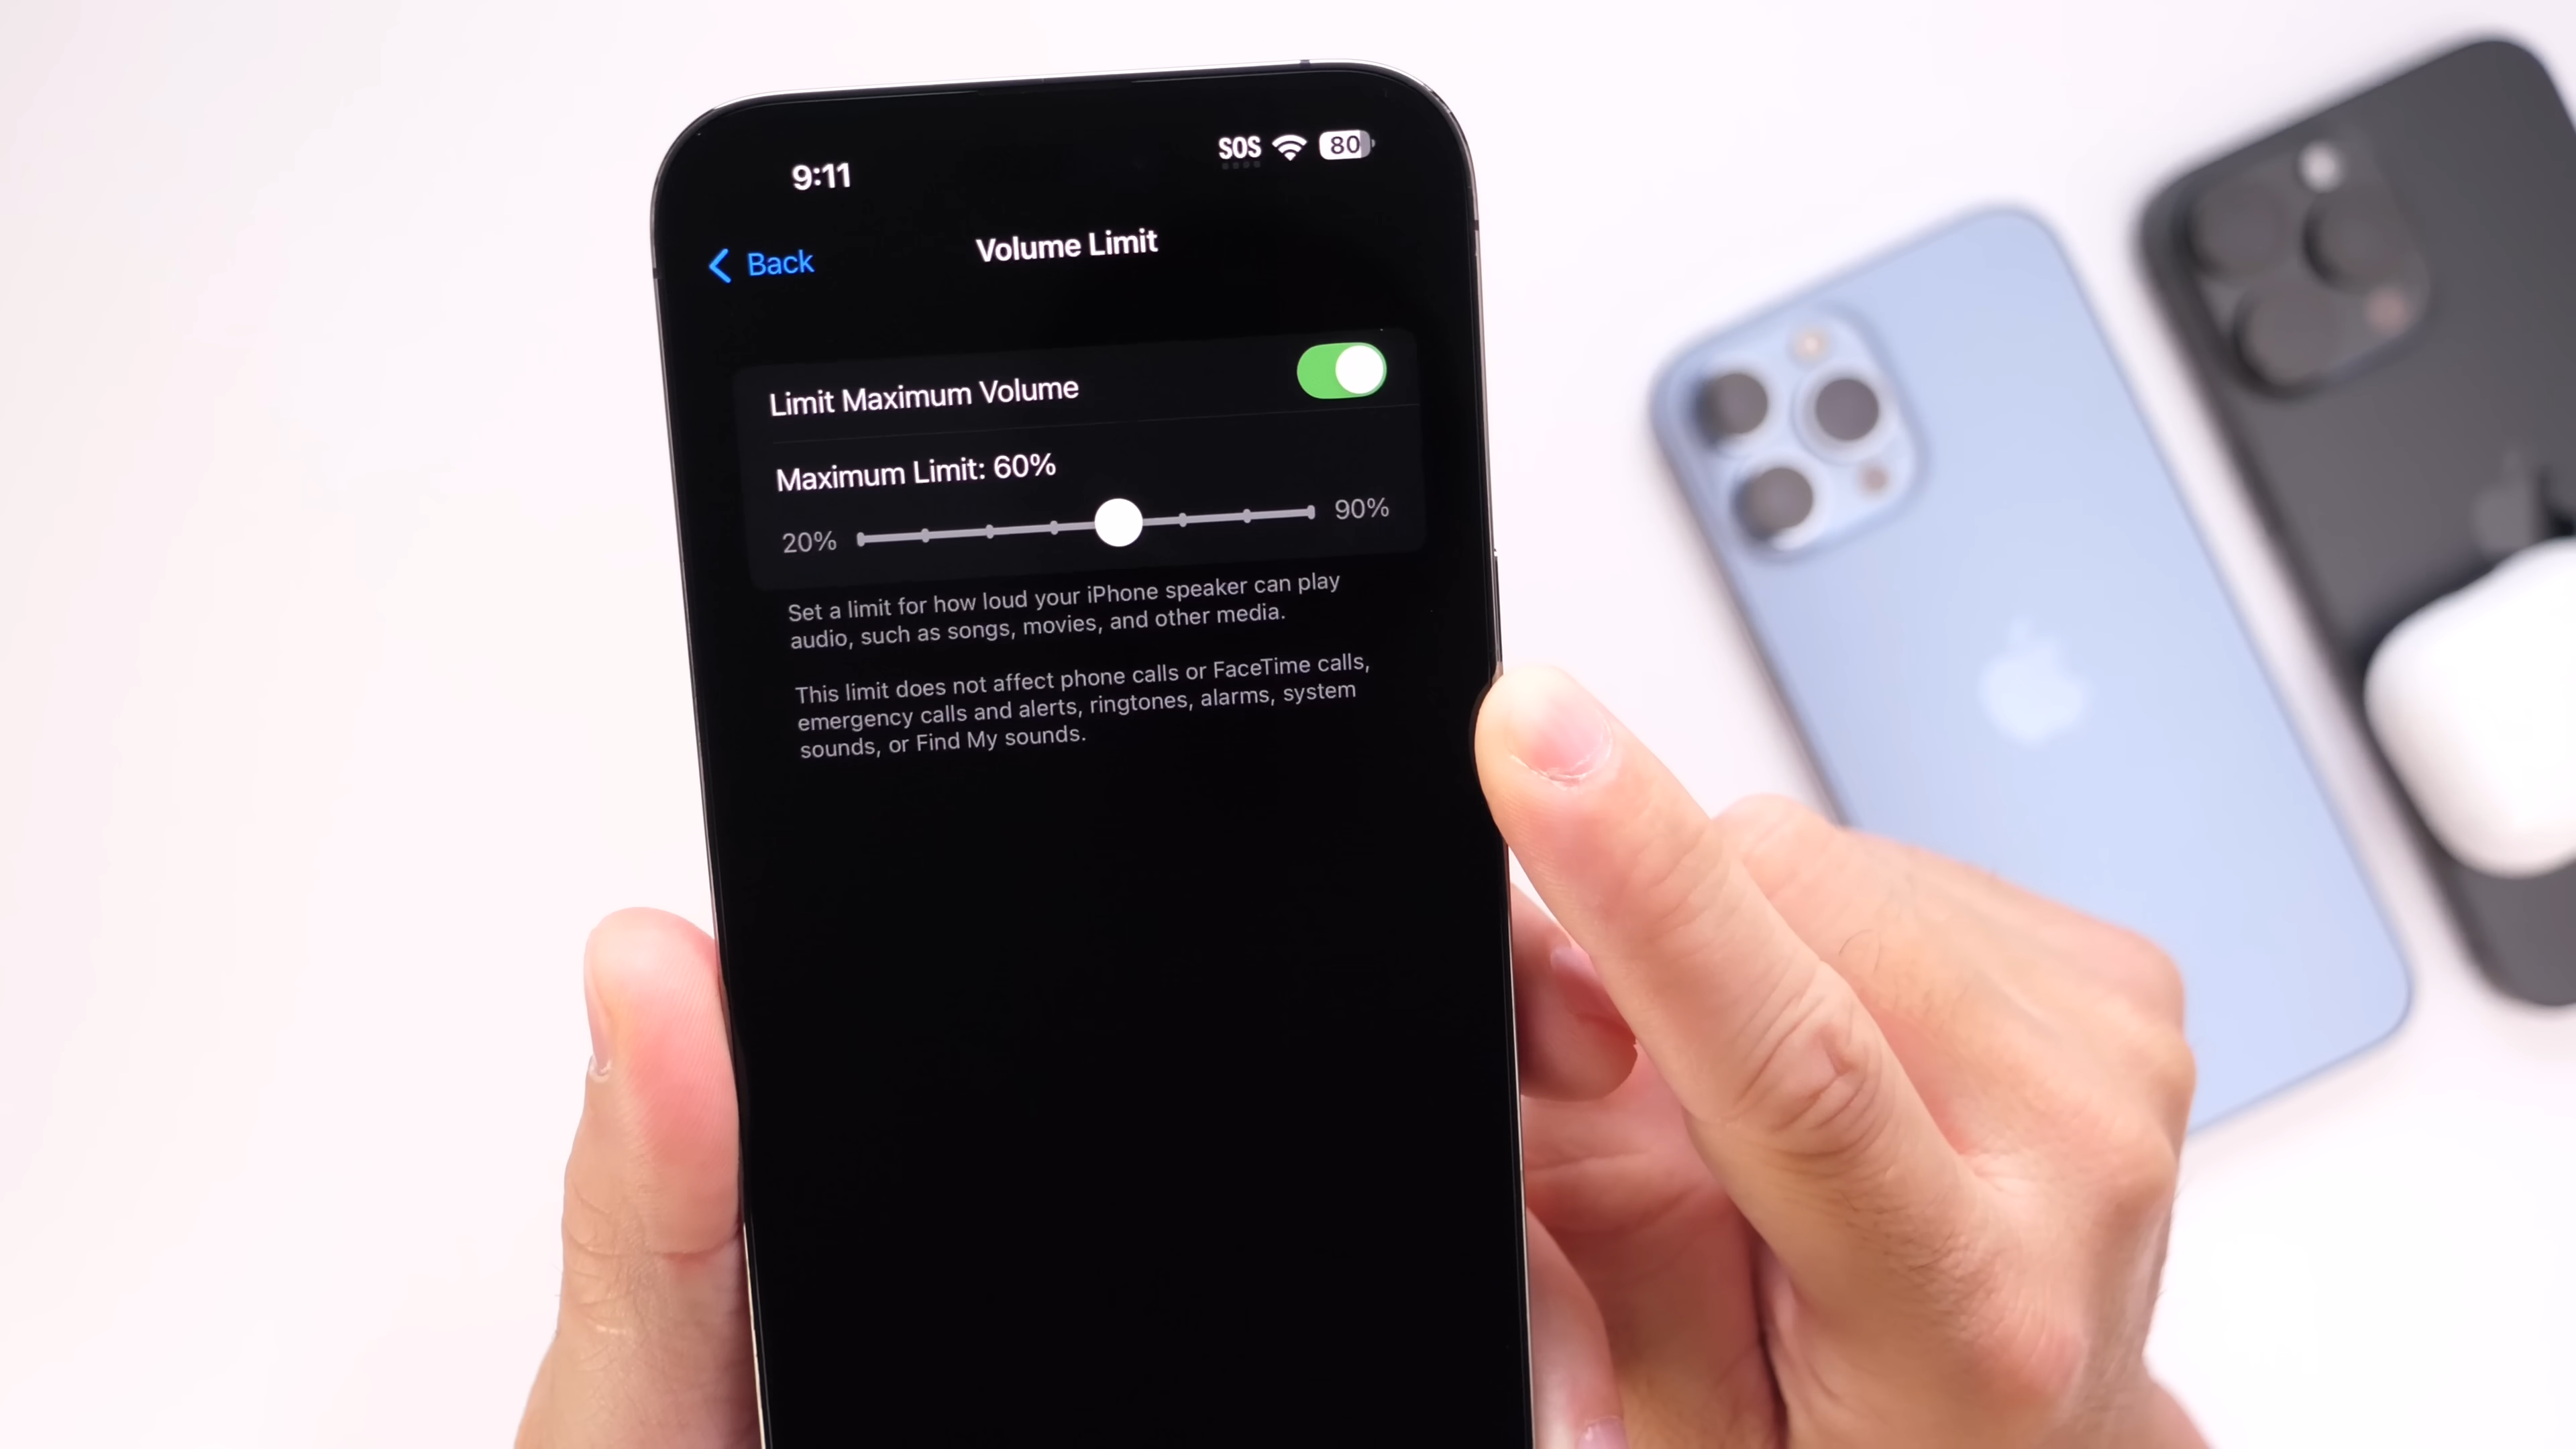 9:11
SOS 80
Back
Volume Limit
Limit Maximum Volume
Maximum Limit: 60%
20% 90%
Set a limit for how loud your iPhone speaker can play
audio, such as songs, movies, and other media.
This limit does not affect phone calls or FaceTime calls,
emergency calls and alerts, ringtones, alarms, system
sounds, or Find My sounds.